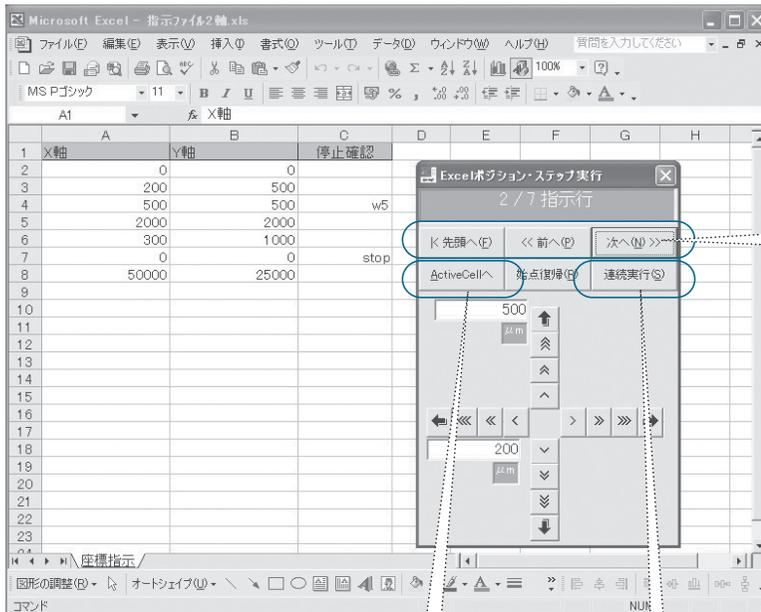 Microsoft Excel - 指示ファイル2軸.xls
ファイル(F) 編集(E) 表示(V) 挿入(I) 書式(O) ツール(T) データ(D) ウィンドウ(W) ヘルプ(H) 質問を入力してください
100%
MS Pゴシック 11 B I U
A1 fx X軸
A B C D E F G H
1 X軸 Y軸 停止確認
2 0 0
3 200 500
4 500 500 w5
5 2000 2000
6 300 1000
7 0 0 stop
8 50000 25000
9
10
11
12
13
14
15
16
17
18
19
20
21
22
23
24
Excelポジション・ステップ実行
2 / 7 指示行
|< 先頭へ(F) << 前へ(P) 次へ(N) >>
ActiveCellへ 始点復帰(R) 連続実行(S)
500
μm
200
μm
座標指示
図形の調整(R) オートシェイプ(U)
コマンド NUM